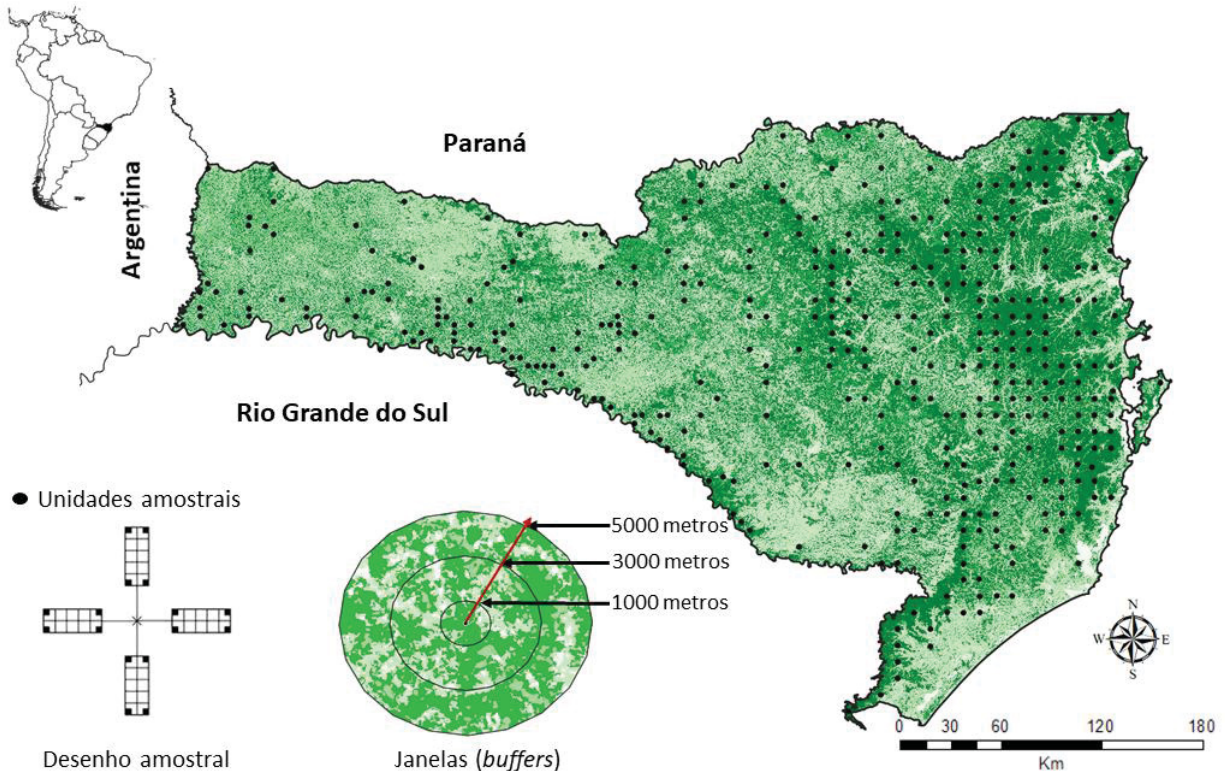 Paraná
Argentina
Rio Grande do Sul
Unidades amostrais
5000 metros
3000 metros
1000 metros
N
W
E
S
0 30 60 120 180
Km
Desenho amostral
Janelas (buffers)